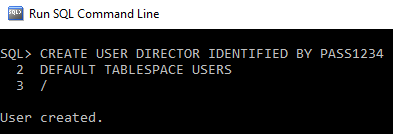 Run SQL Command Line
SQL> CREATE USER DIRECTOR IDENTIFIED BY PASS1234
2 DEFAULT TABLESPACE USERS
3 /
User created.